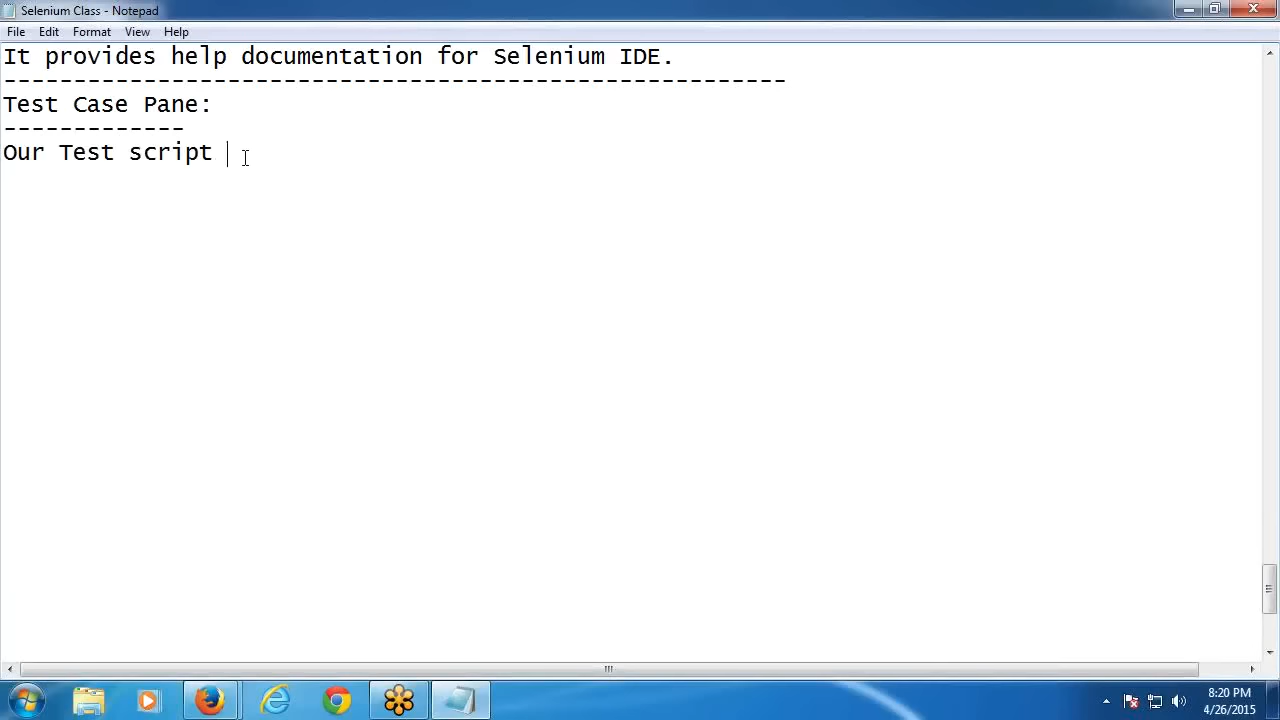 Selenium Class - Notepad
File Edit Format View Help
It provides help documentation for Selenium IDE.
--------------------------------------------------------
Test Case Pane:
-------------
Our Test script
8:20 PM
4/26/2015